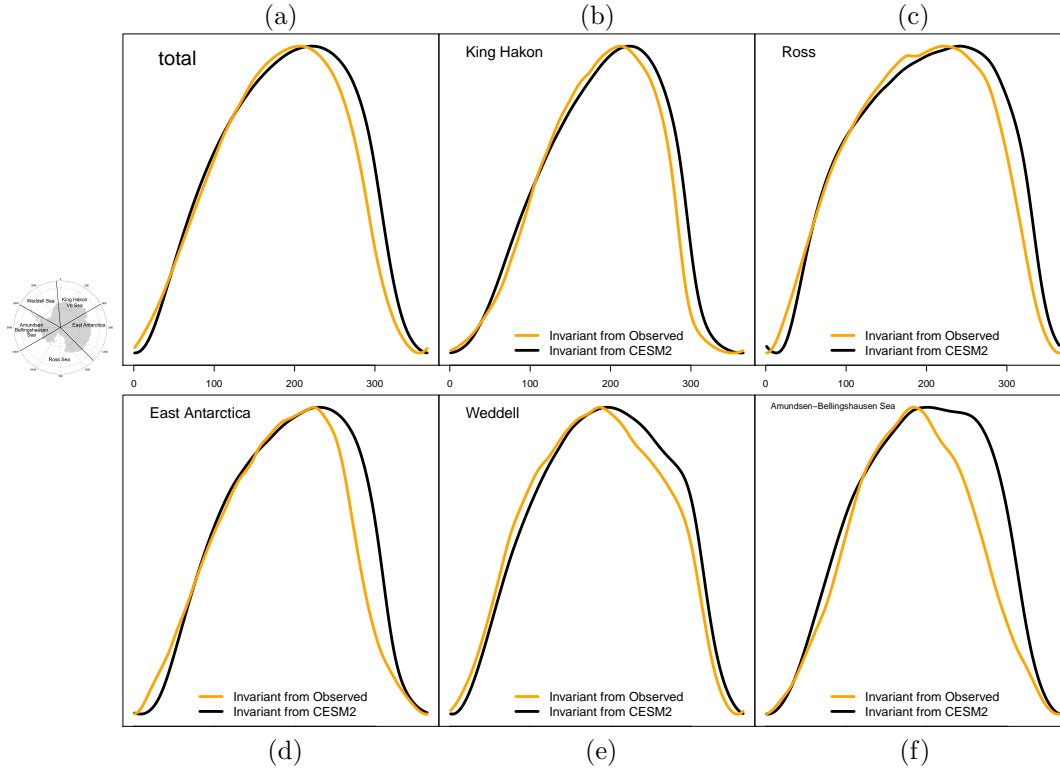 (a)
(b)
(c)
total
King Hakon
Ross
Weddell Sea
King Hakon
VII Sea
Amundsen
Bellingshausen
Sea
East Antarctica
Ross Sea
Invariant from Observed
Invariant from CESM2
Invariant from Observed
Invariant from CESM2
0
100
200
300
0
100
200
300
0
100
200
300
East Antarctica
Weddell
Amundsen−Bellingshausen Sea
Invariant from Observed
Invariant from CESM2
Invariant from Observed
Invariant from CESM2
Invariant from Observed
Invariant from CESM2
(d)
(e)
(f)